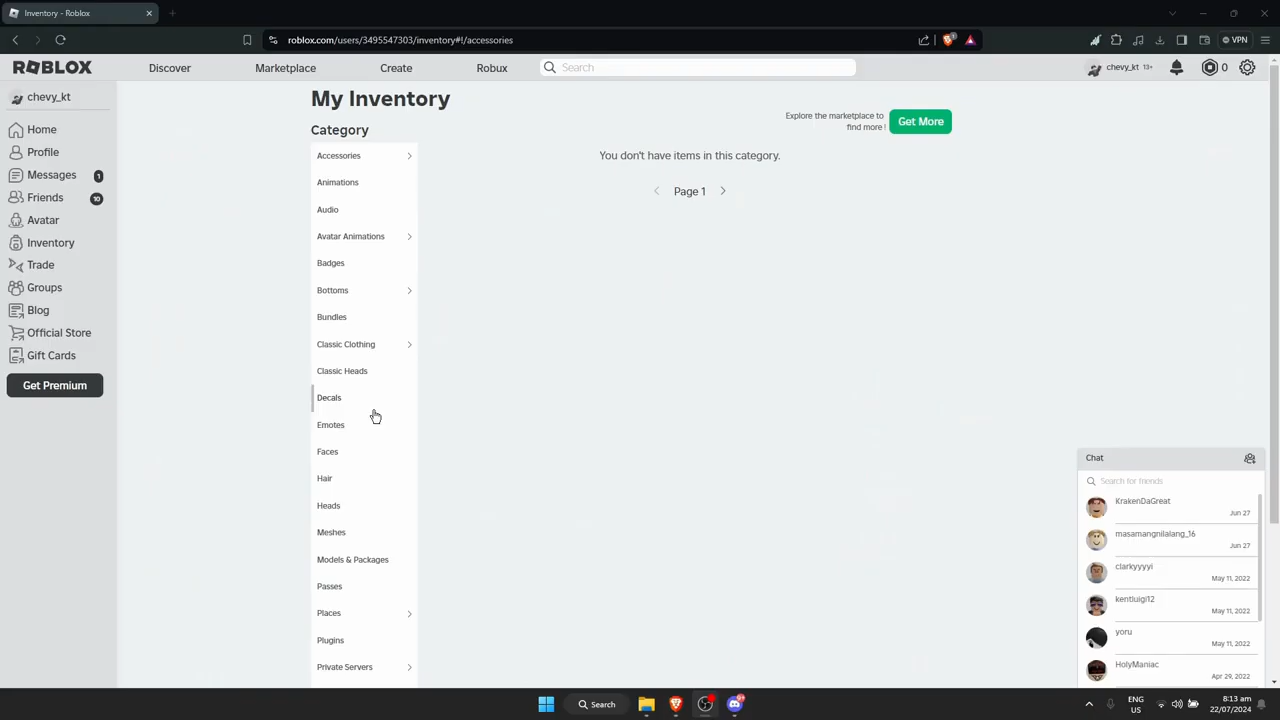 Inventory - Roblox
roblox.com/users/3495547303/inventory#!/accessories
VPN
ROBLOX
Discover
Marketplace
Create
Robux
Search
chevy_kt 13+
0
chevy_kt
Home
Profile
Messages 1
Friends 10
Avatar
Inventory
Trade
Groups
Blog
Official Store
Gift Cards
Get Premium
My Inventory
Category
Accessories
Animations
Audio
Avatar Animations
Badges
Bottoms
Bundles
Classic Clothing
Classic Heads
Decals
Emotes
Faces
Hair
Heads
Meshes
Models & Packages
Passes
Places
Plugins
Private Servers
Explore the marketplace to
find more !
Get More
You don't have items in this category.
Page 1
Chat
Search for friends
KrakenDaGreat
Jun 27
masamangnilalang_16
Jun 27
clarkyyyyi
May 11, 2022
kentluigi12
May 11, 2022
yoru
May 11, 2022
HolyManiac
Apr 29, 2022
Search
ENG
US
8:13 am
22/07/2024